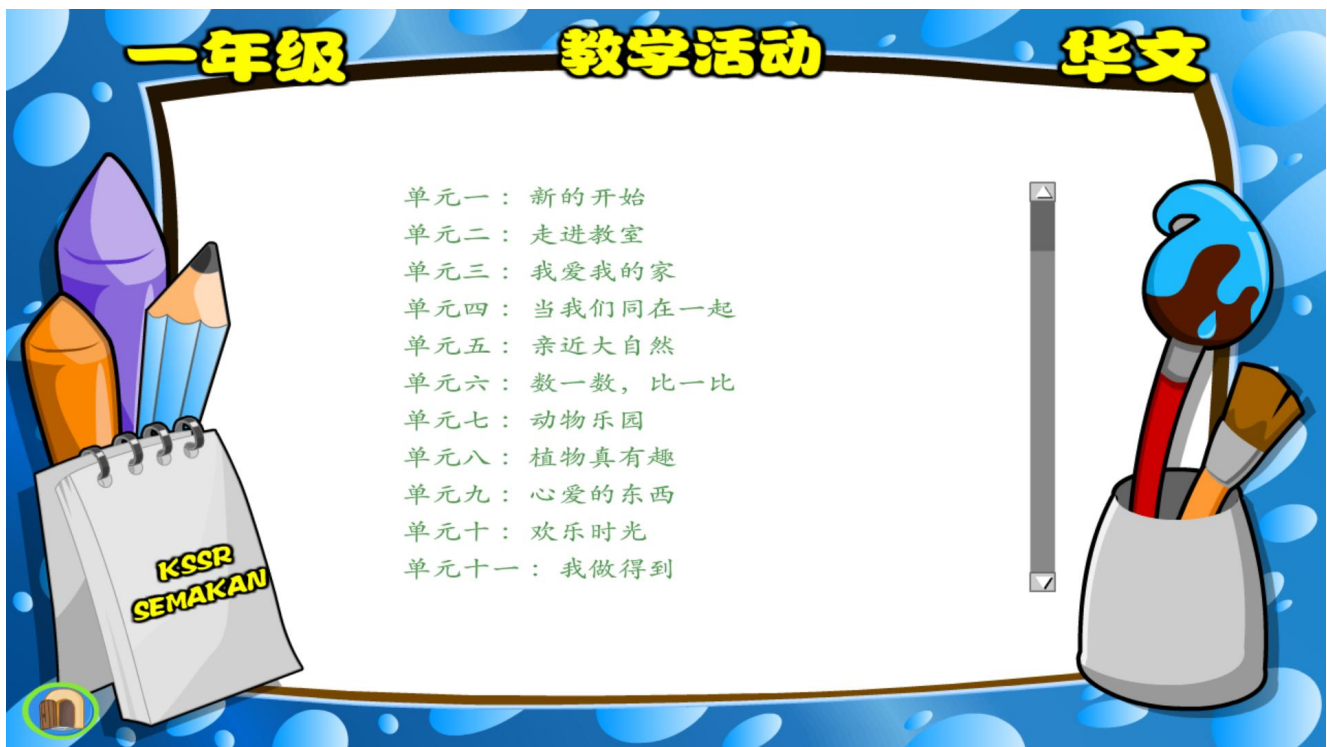 一年级 教学活动 华文
单元一：新的开始
单元二：走进教室
单元三：我爱我的家
单元四：当我们同在一起
单元五：亲近大自然
单元六：数一数，比一比
单元七：动物乐园
单元八：植物真有趣
单元九：心爱的东西
单元十：欢乐时光
单元十一：我做得到
KSSR
SEMAKAN